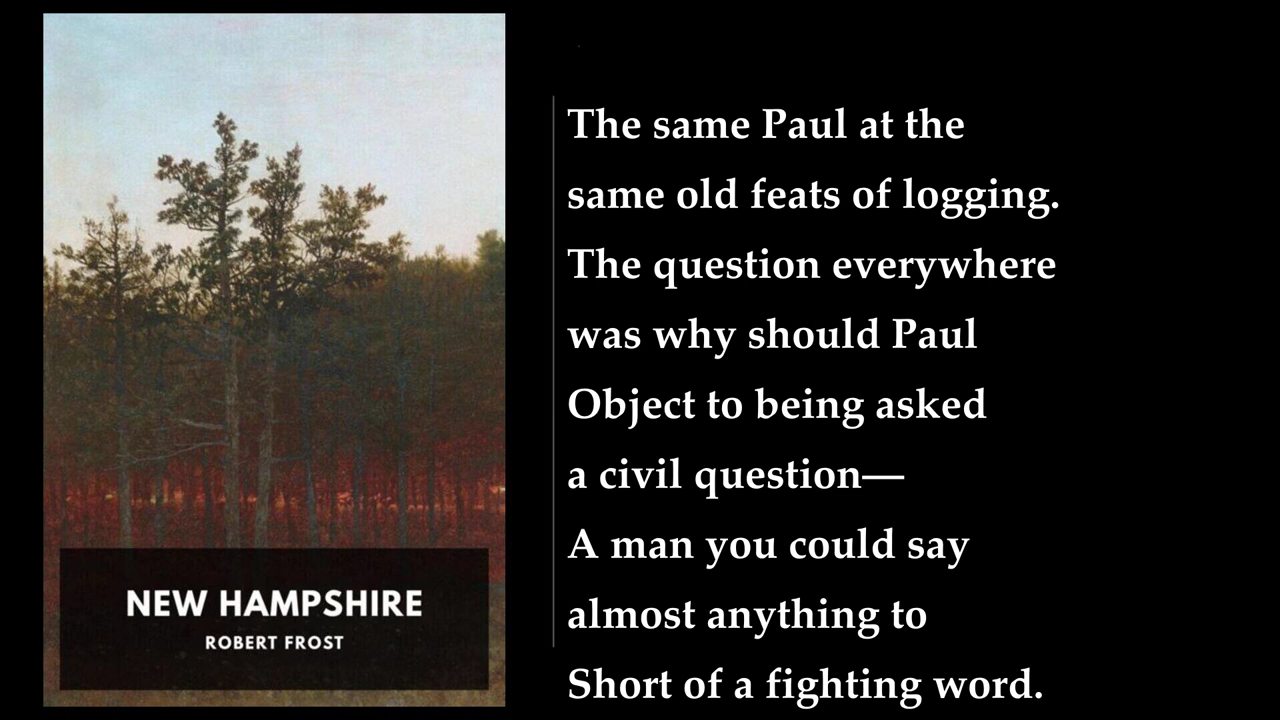 NEW HAMPSHIRE
ROBERT FROST
The same Paul at the
same old feats of logging.
The question everywhere
was why should Paul
Object to being asked
a civil question—
A man you could say
almost anything to
Short of a fighting word.